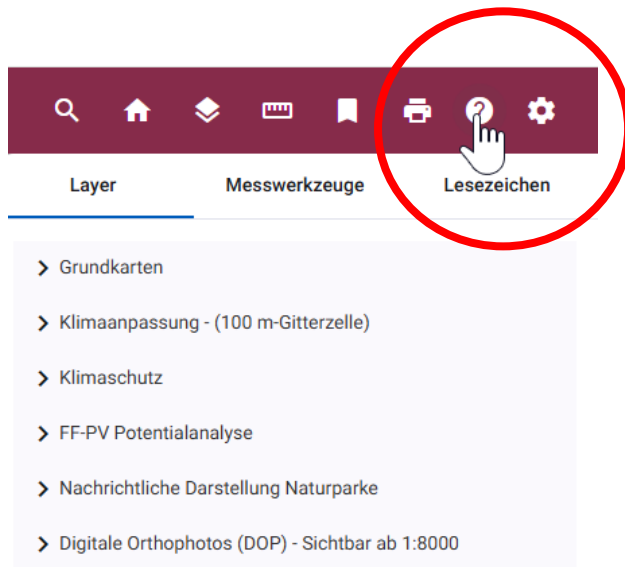 Layer Messwerkzeuge Lesezeichen
Grundkarten
Klimaanpassung - (100 m-Gitterzelle)
Klimaschutz
FF-PV Potentialanalyse
Nachrichtliche Darstellung Naturparke
Digitale Orthophotos (DOP) - Sichtbar ab 1:8000